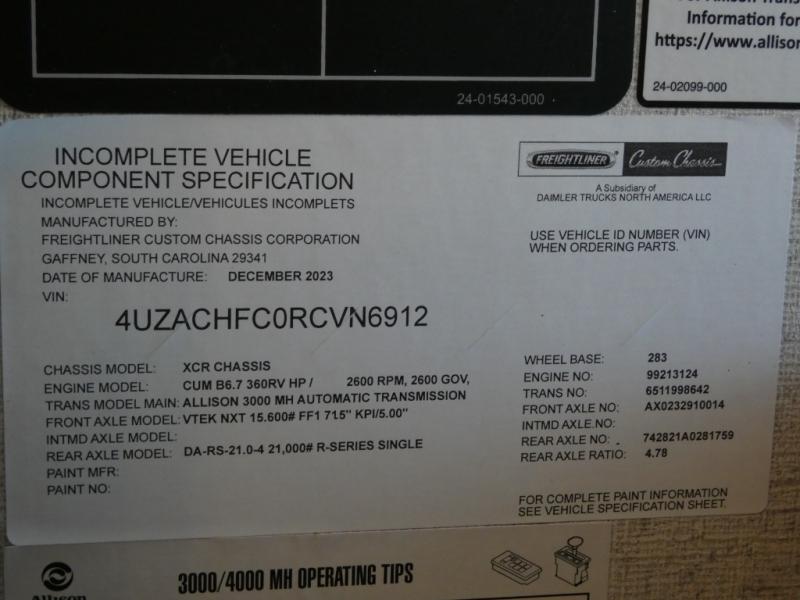 24-01543-000
Information for
https://www.alliso
24-02099-000
INCOMPLETE VEHICLE
COMPONENT SPECIFICATION
INCOMPLETE VEHICLE/VEHICULES INCOMPLETS
MANUFACTURED BY:
FREIGHTLINER CUSTOM CHASSIS CORPORATION
GAFFNEY, SOUTH CAROLINA 29341
DATE OF MANUFACTURE: DECEMBER 2023
VIN:
4UZACHFC0RCVN6912
FREIGHTLINER Custom Chassis
A Subsidiary of
DAIMLER TRUCKS NORTH AMERICA LLC
USE VEHICLE ID NUMBER (VIN)
WHEN ORDERING PARTS.
CHASSIS MODEL: XCR CHASSIS
ENGINE MODEL: CUM B6.7 360RV HP / 2600 RPM, 2600 GOV,
TRANS MODEL MAIN: ALLISON 3000 MH AUTOMATIC TRANSMISSION
FRONT AXLE MODEL: VTEK NXT 15.600# FF1 71.5" KPI/5.00"
INTMD AXLE MODEL:
REAR AXLE MODEL: DA-RS-21.0-4 21,000# R-SERIES SINGLE
PAINT MFR:
PAINT NO:
WHEEL BASE: 283
ENGINE NO: 99213124
TRANS NO: 6511998642
FRONT AXLE NO: AX0232910014
INTMD AXLE.NO:
REAR AXLE NO: 742821A0281759
REAR AXLE RATIO: 4.78
FOR COMPLETE PAINT INFORMATION
SEE VEHICLE SPECIFICATION SHEET.
Allison
3000/4000 MH OPERATING TIPS